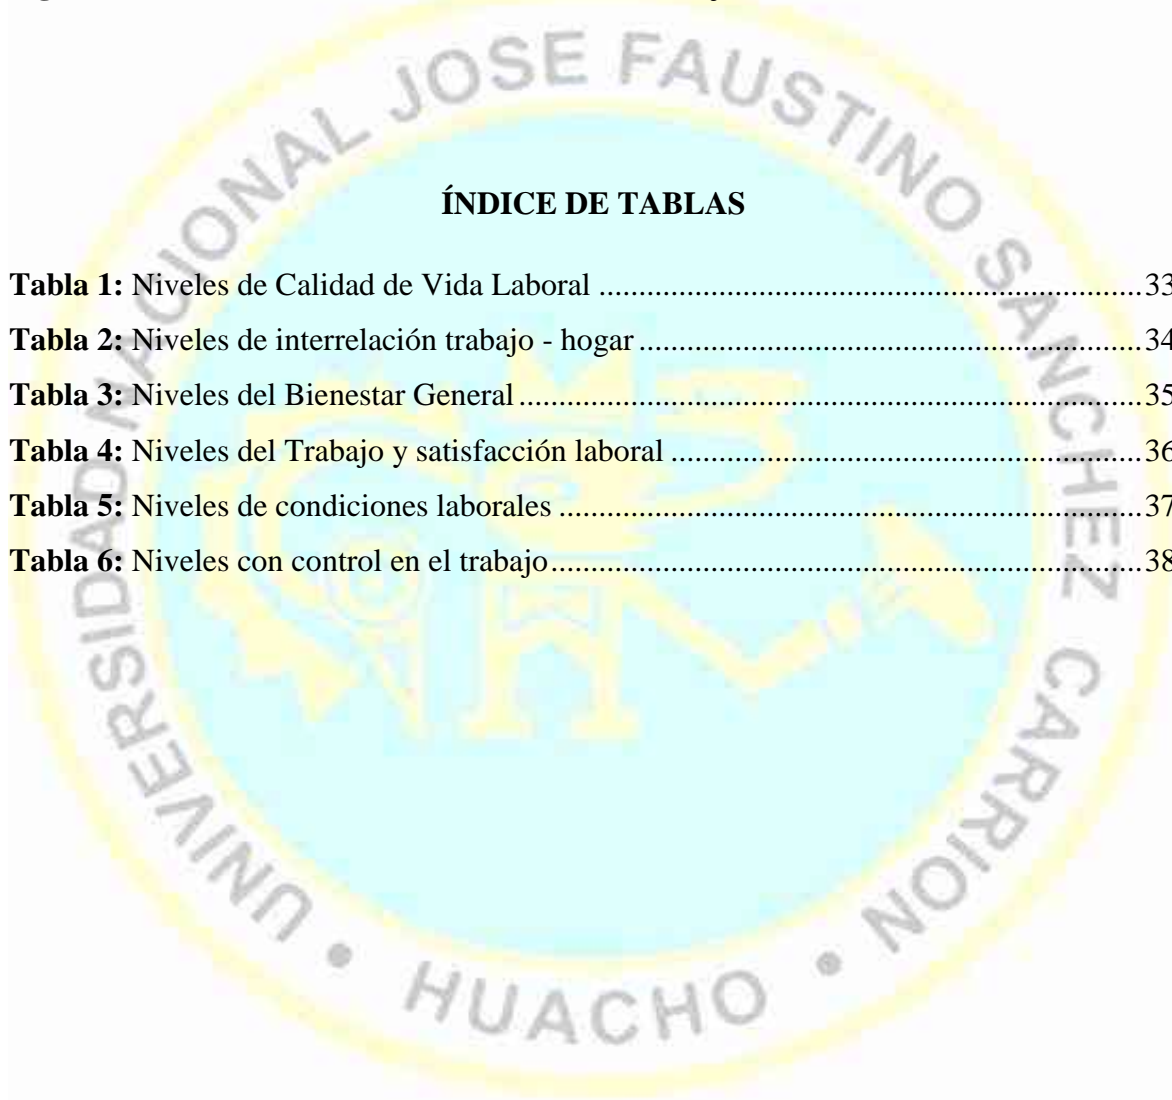 ÍNDICE DE TABLAS
Tabla 1: Niveles de Calidad de Vida Laboral ....................................................................33
Tabla 2: Niveles de interrelación trabajo - hogar ...............................................................34
Tabla 3: Niveles del Bienestar General ..............................................................................35
Tabla 4: Niveles del Trabajo y satisfacción laboral ...........................................................36
Tabla 5: Niveles de condiciones laborales .........................................................................37
Tabla 6: Niveles con control en el trabajo..........................................................................38
UNIVERSIDAD NACIONAL JOSE FAUSTINO SANCHEZ CARRION • HUACHO •